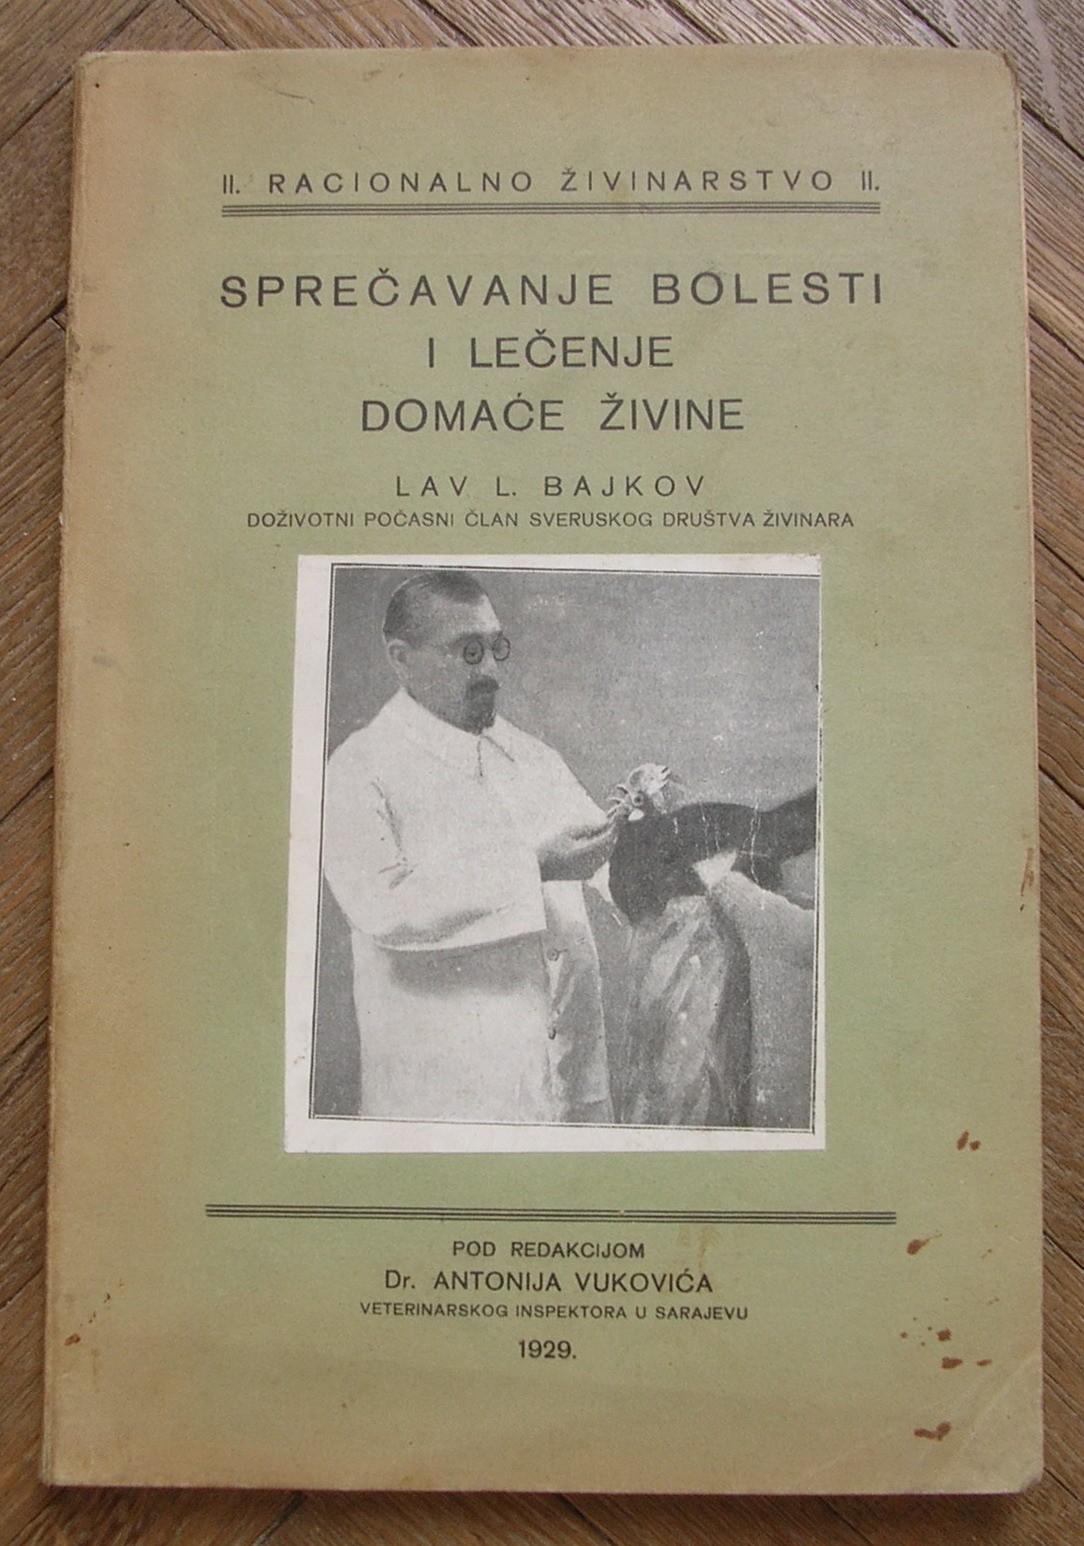 II. RACIONALNO ŽIVINARSTVO II.
SPREČAVANJE BOLESTI
I LEČENJE
DOMAĆE ŽIVINE
LAV L. BAJKOV
DOŽIVOTNI POČASNI ČLAN SVERUSKOG DRUŠTVA ŽIVINARA
POD REDAKCIJOM
Dr. ANTONIJA VUKOVIĆA
VETERINARSKOG INSPEKTORA U SARAJEVU
1929.